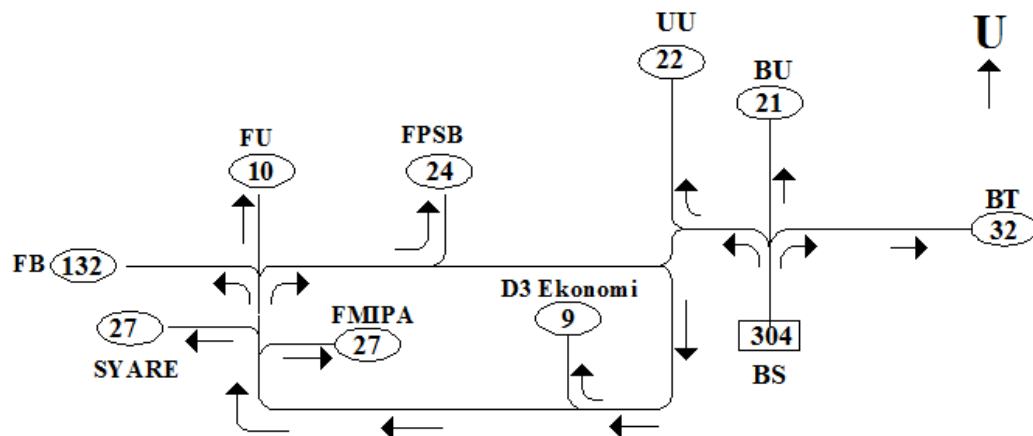 UU
22
U
BU
21
FU
10
FPSB
24
BT
32
FB 132
D3 Ekonomi
9
27
SYARE
FMIPA
27
304
BS